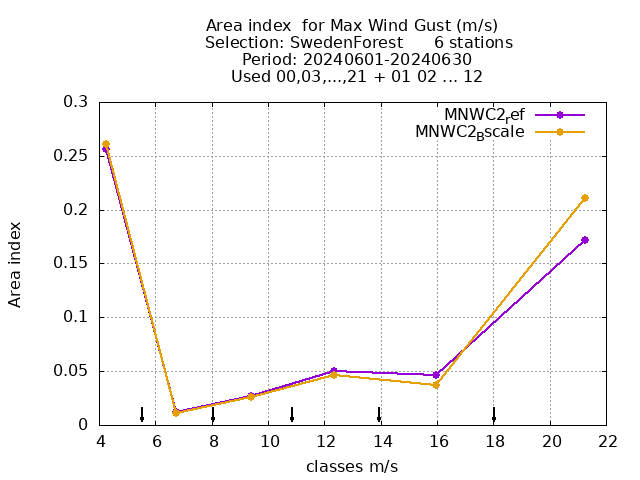 Area index  for Max Wind Gust (m/s)
Selection: SwedenForest      6 stations
Period: 20240601-20240630
Used 00,03,...,21 + 01 02 ... 12
0.3
0.25
0.2
0.15
0.1
0.05
0
Area index
MNWC2ref
MNWC2Bscale
4 6 8 10 12 14 16 18 20 22
classes m/s